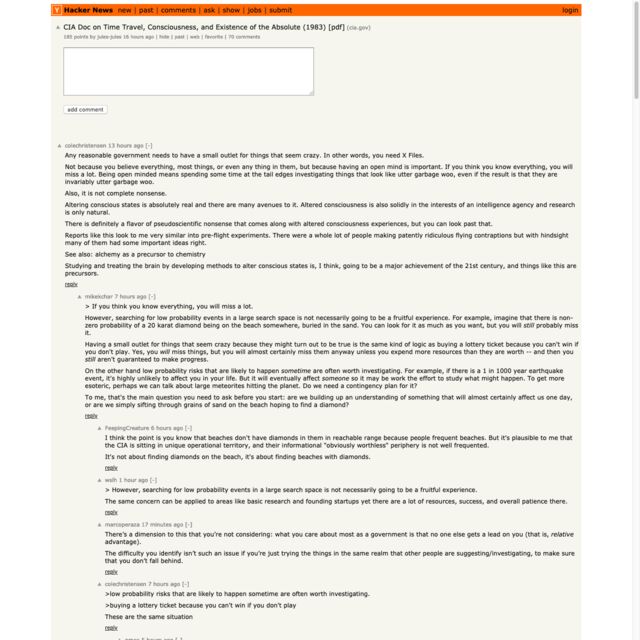 Y Hacker News new | past | comments | ask | show | jobs | submit login
CIA Doc on Time Travel, Consciousness, and Existence of the Absolute (1983) [pdf] (cia.gov)
185 points by jules-jules 16 hours ago | hide | past | web | favorite | 70 comments
add comment
colechristensen 13 hours ago [-]
Any reasonable government needs to have a small outlet for things that seem crazy. In other words, you need X Files.
Not because you believe everything, most things, or even any thing in them, but because having an open mind is important. If you think you know everything, you will
miss a lot. Being open minded means spending some time at the tail edges investigating things that look like utter garbage woo, even if the result is that they are
invariably utter garbage woo.
Also, it is not complete nonsense.
Altering conscious states is absolutely real and there are many avenues to it. Altered consciousness is also solidly in the interests of an intelligence agency and research
is only natural.
There is definitely a flavor of pseudoscientific nonsense that comes along with altered consciousness experiences, but you can look past that.
Reports like this look to me very similar into pre-flight experiments. There were a whole lot of people making patently ridiculous flying contraptions but with hindsight
many of them had some important ideas right.
See also: alchemy as a precursor to chemistry
Studying and treating the brain by developing methods to alter conscious states is, I think, going to be a major achievement of the 21st century, and things like this are
precursors.
reply
mikekchar 7 hours ago [-]
> If you think you know everything, you will miss a lot.
However, searching for low probability events in a large search space is not necessarily going to be a fruitful experience. For example, imagine that there is non-
zero probability of a 20 karat diamond being on the beach somewhere, buried in the sand. You can look for it as much as you want, but you will still probably miss
it.
Having a small outlet for things that seem crazy because they might turn out to be true is the same kind of logic as buying a lottery ticket because you can't win if
you don't play. Yes, you will miss things, but you will almost certainly miss them anyway unless you expend more resources than they are worth -- and then you
still aren't guaranteed to make progress.
On the other hand low probability risks that are likely to happen sometime are often worth investigating. For example, if there is a 1 in 1000 year earthquake
event, it's highly unlikely to affect you in your life. But it will eventually affect someone so it may be work the effort to study what might happen. To get more
esoteric, perhaps we can talk about large meteorites hitting the planet. Do we need a contingency plan for it?
To me, that's the main question you need to ask before you start: are we building up an understanding of something that will almost certainly affect us one day,
or are we simply sifting through grains of sand on the beach hoping to find a diamond?
reply
FeepingCreature 6 hours ago [-]
I think the point is you know that beaches don't have diamonds in them in reachable range because people frequent beaches. But it's plausible to me that
the CIA is sitting in unique operational territory, and their informational "obviously worthless" periphery is not well frequented.
It's not about finding diamonds on the beach, it's about finding beaches with diamonds.
reply
wslh 1 hour ago [-]
> However, searching for low probability events in a large search space is not necessarily going to be a fruitful experience.
The same concern can be applied to areas like basic research and founding startups yet there are a lot of resources, success, and overall patience there.
reply
marcoperaza 17 minutes ago [-]
There's a dimension to this that you're not considering: what you care about most as a government is that no one else gets a lead on you (that is, relative
advantage).
The difficulty you identify isn't such an issue if you're just trying the things in the same realm that other people are suggesting/investigating, to make sure
that you don't fall behind.
reply
colechristensen 7 hours ago [-]
>low probability risks that are likely to happen sometime are often worth investigating.
>buying a lottery ticket because you can't win if you don't play
These are the same situation
reply